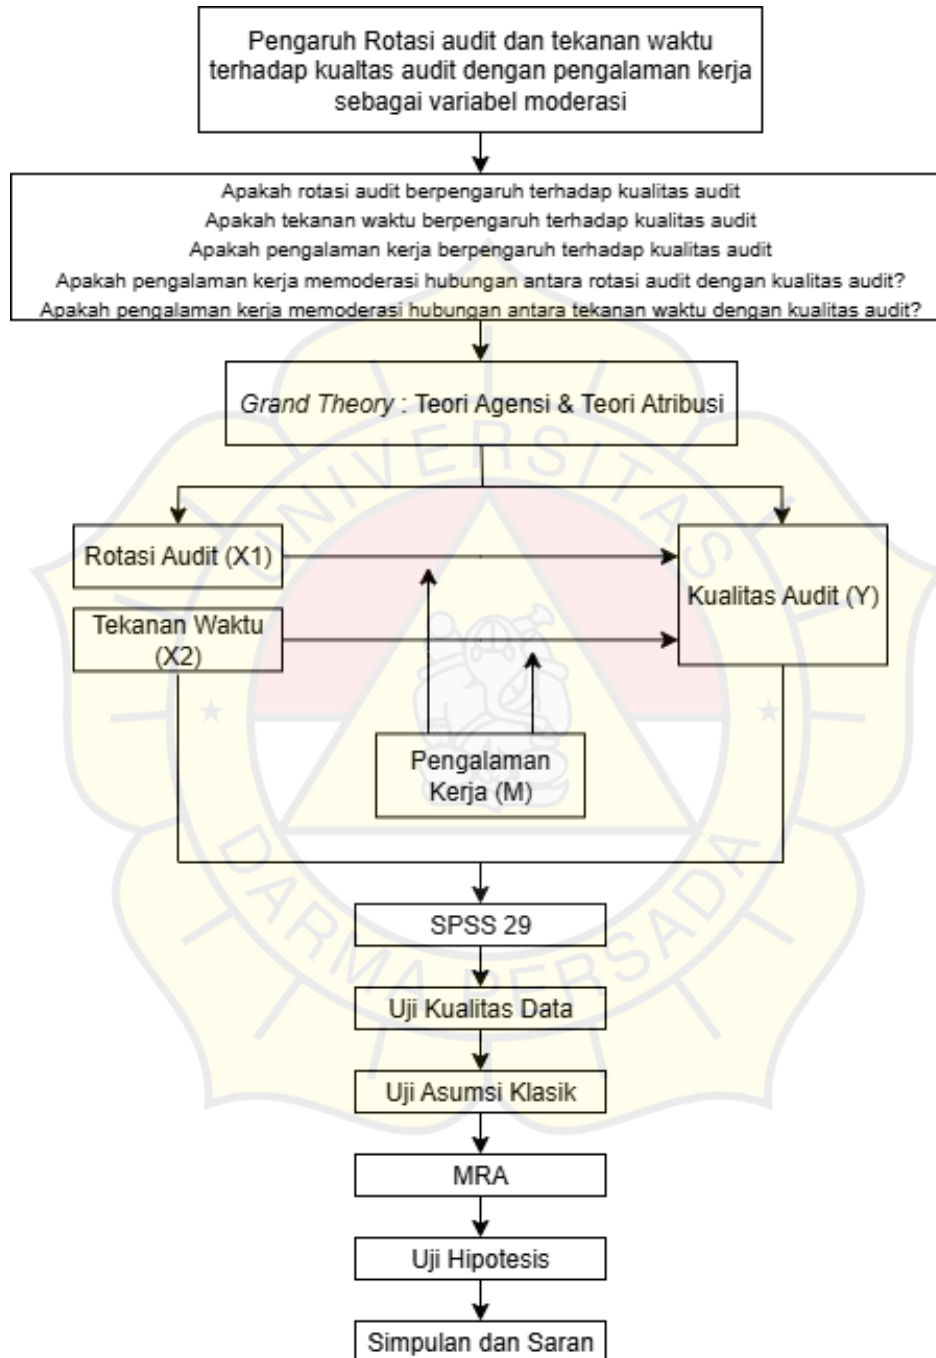 Pengaruh Rotasi audit dan tekanan waktu
terhadap kualtas audit dengan pengalaman kerja
sebagai variabel moderasi
Apakah rotasi audit berpengaruh terhadap kualitas audit
Apakah tekanan waktu berpengaruh terhadap kualitas audit
Apakah pengalaman kerja berpengaruh terhadap kualitas audit
Apakah pengalaman kerja memoderasi hubungan antara rotasi audit dengan kualitas audit?
Apakah pengalaman kerja memoderasi hubungan antara tekanan waktu dengan kualitas audit?
Grand Theory : Teori Agensi & Teori Atribusi
UNIVERSITAS
Rotasi Audit (X1)
Kualitas Audit (Y)
Tekanan Waktu
(X2)
Pengalaman
Kerja (M)
DARMA PERSADA
SPSS 29
Uji Kualitas Data
Uji Asumsi Klasik
MRA
Uji Hipotesis
Simpulan dan Saran